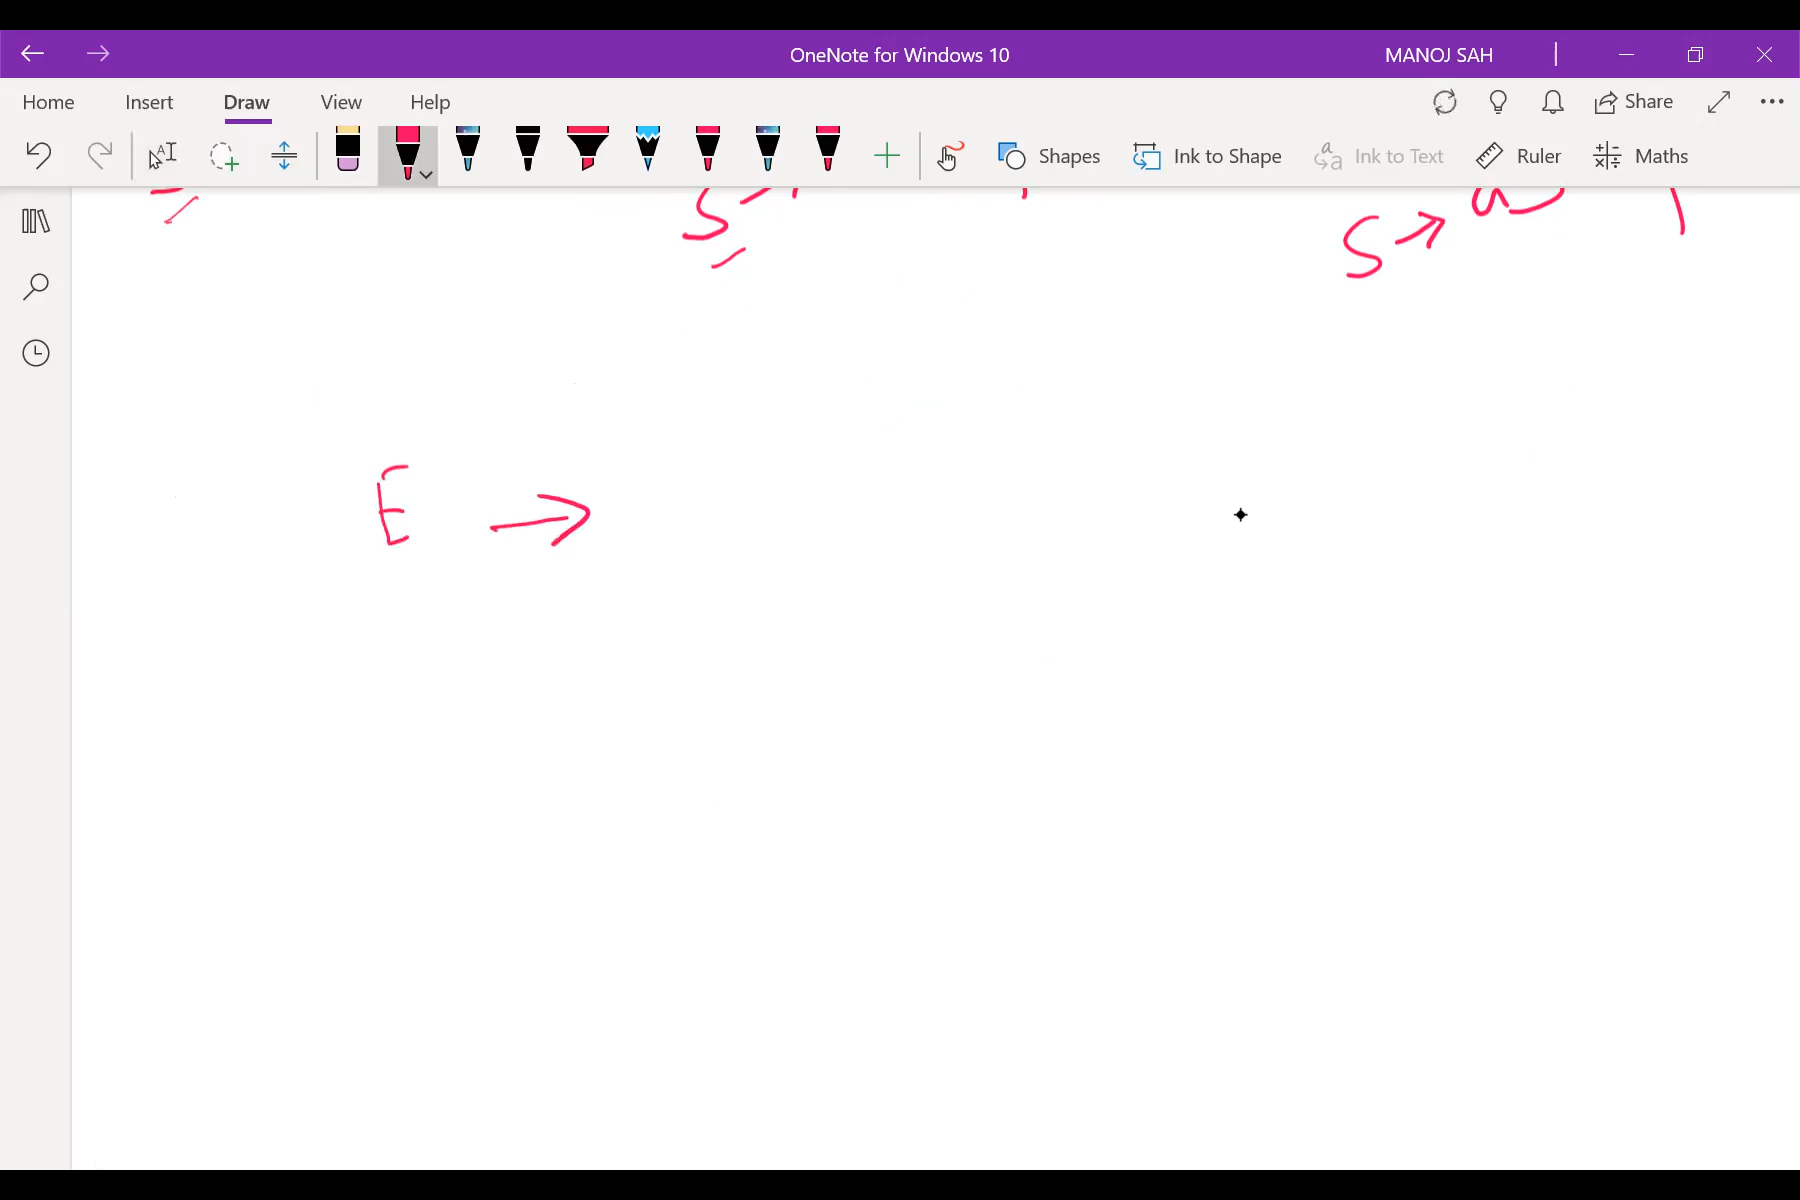 OneNote for Windows 10 MANOJ SAH
Home Insert Draw View Help Share
Shapes Ink to Shape Ink to Text Ruler Maths
S →
S →
E →